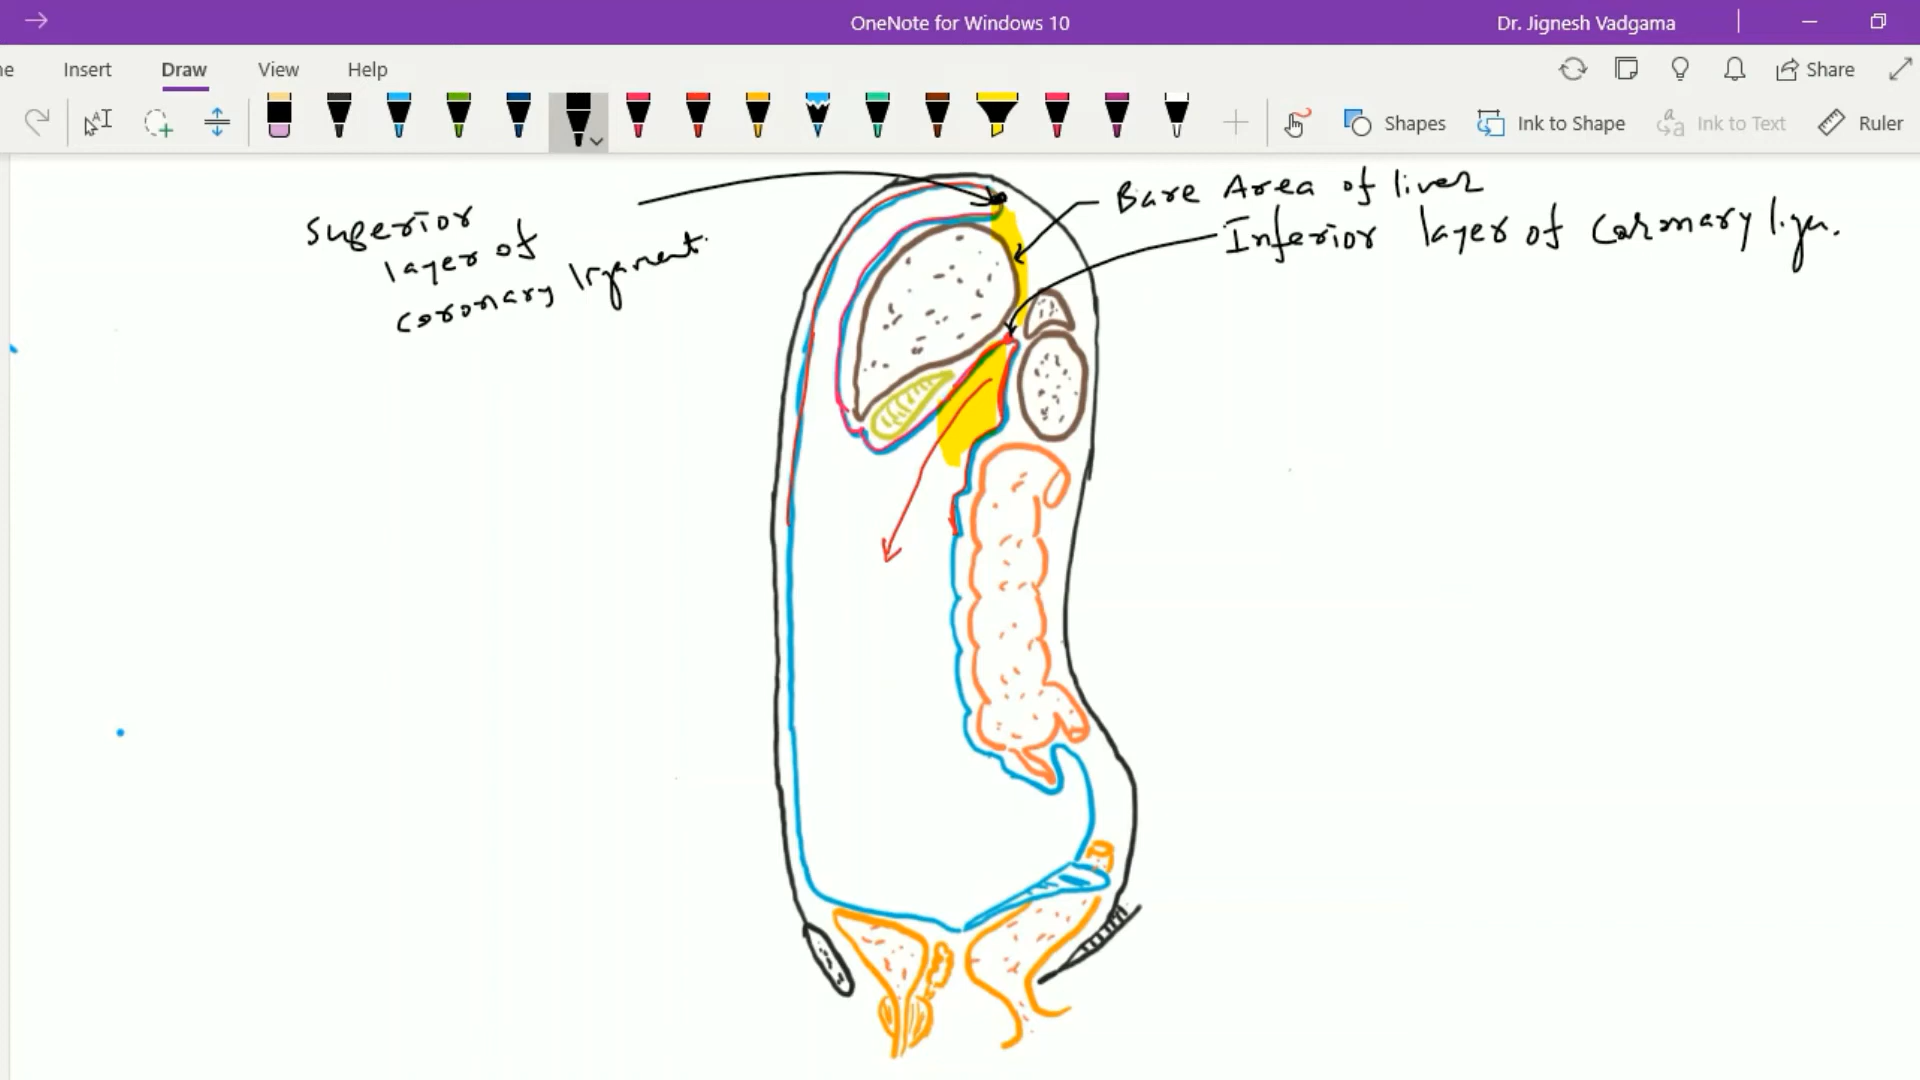 OneNote for Windows 10
Dr. Jignesh Vadgama
Insert
Draw
View
Help
Share
Shapes
Ink to Shape
Ink to Text
Ruler
Superior
layer of
coronary ligament.
Bare Area of liver
Inferior layer of coronary liga.